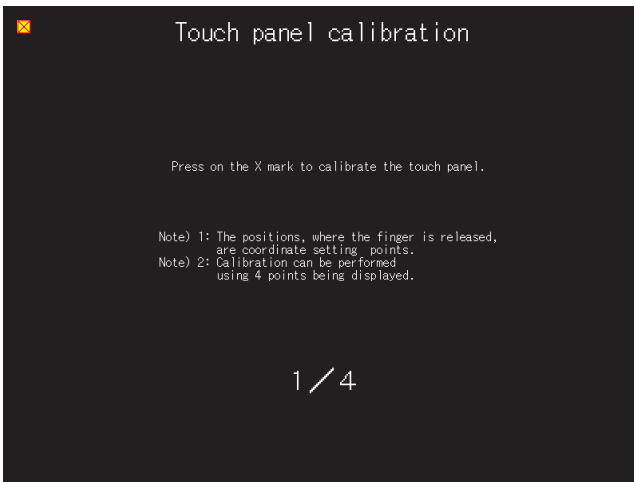 Touch panel calibration
Press on the X mark to calibrate the touch panel.
Note) 1: The positions, where the finger is released,
are coordinate setting points.
Note) 2: Calibration can be performed
using 4 points being displayed.
1/4